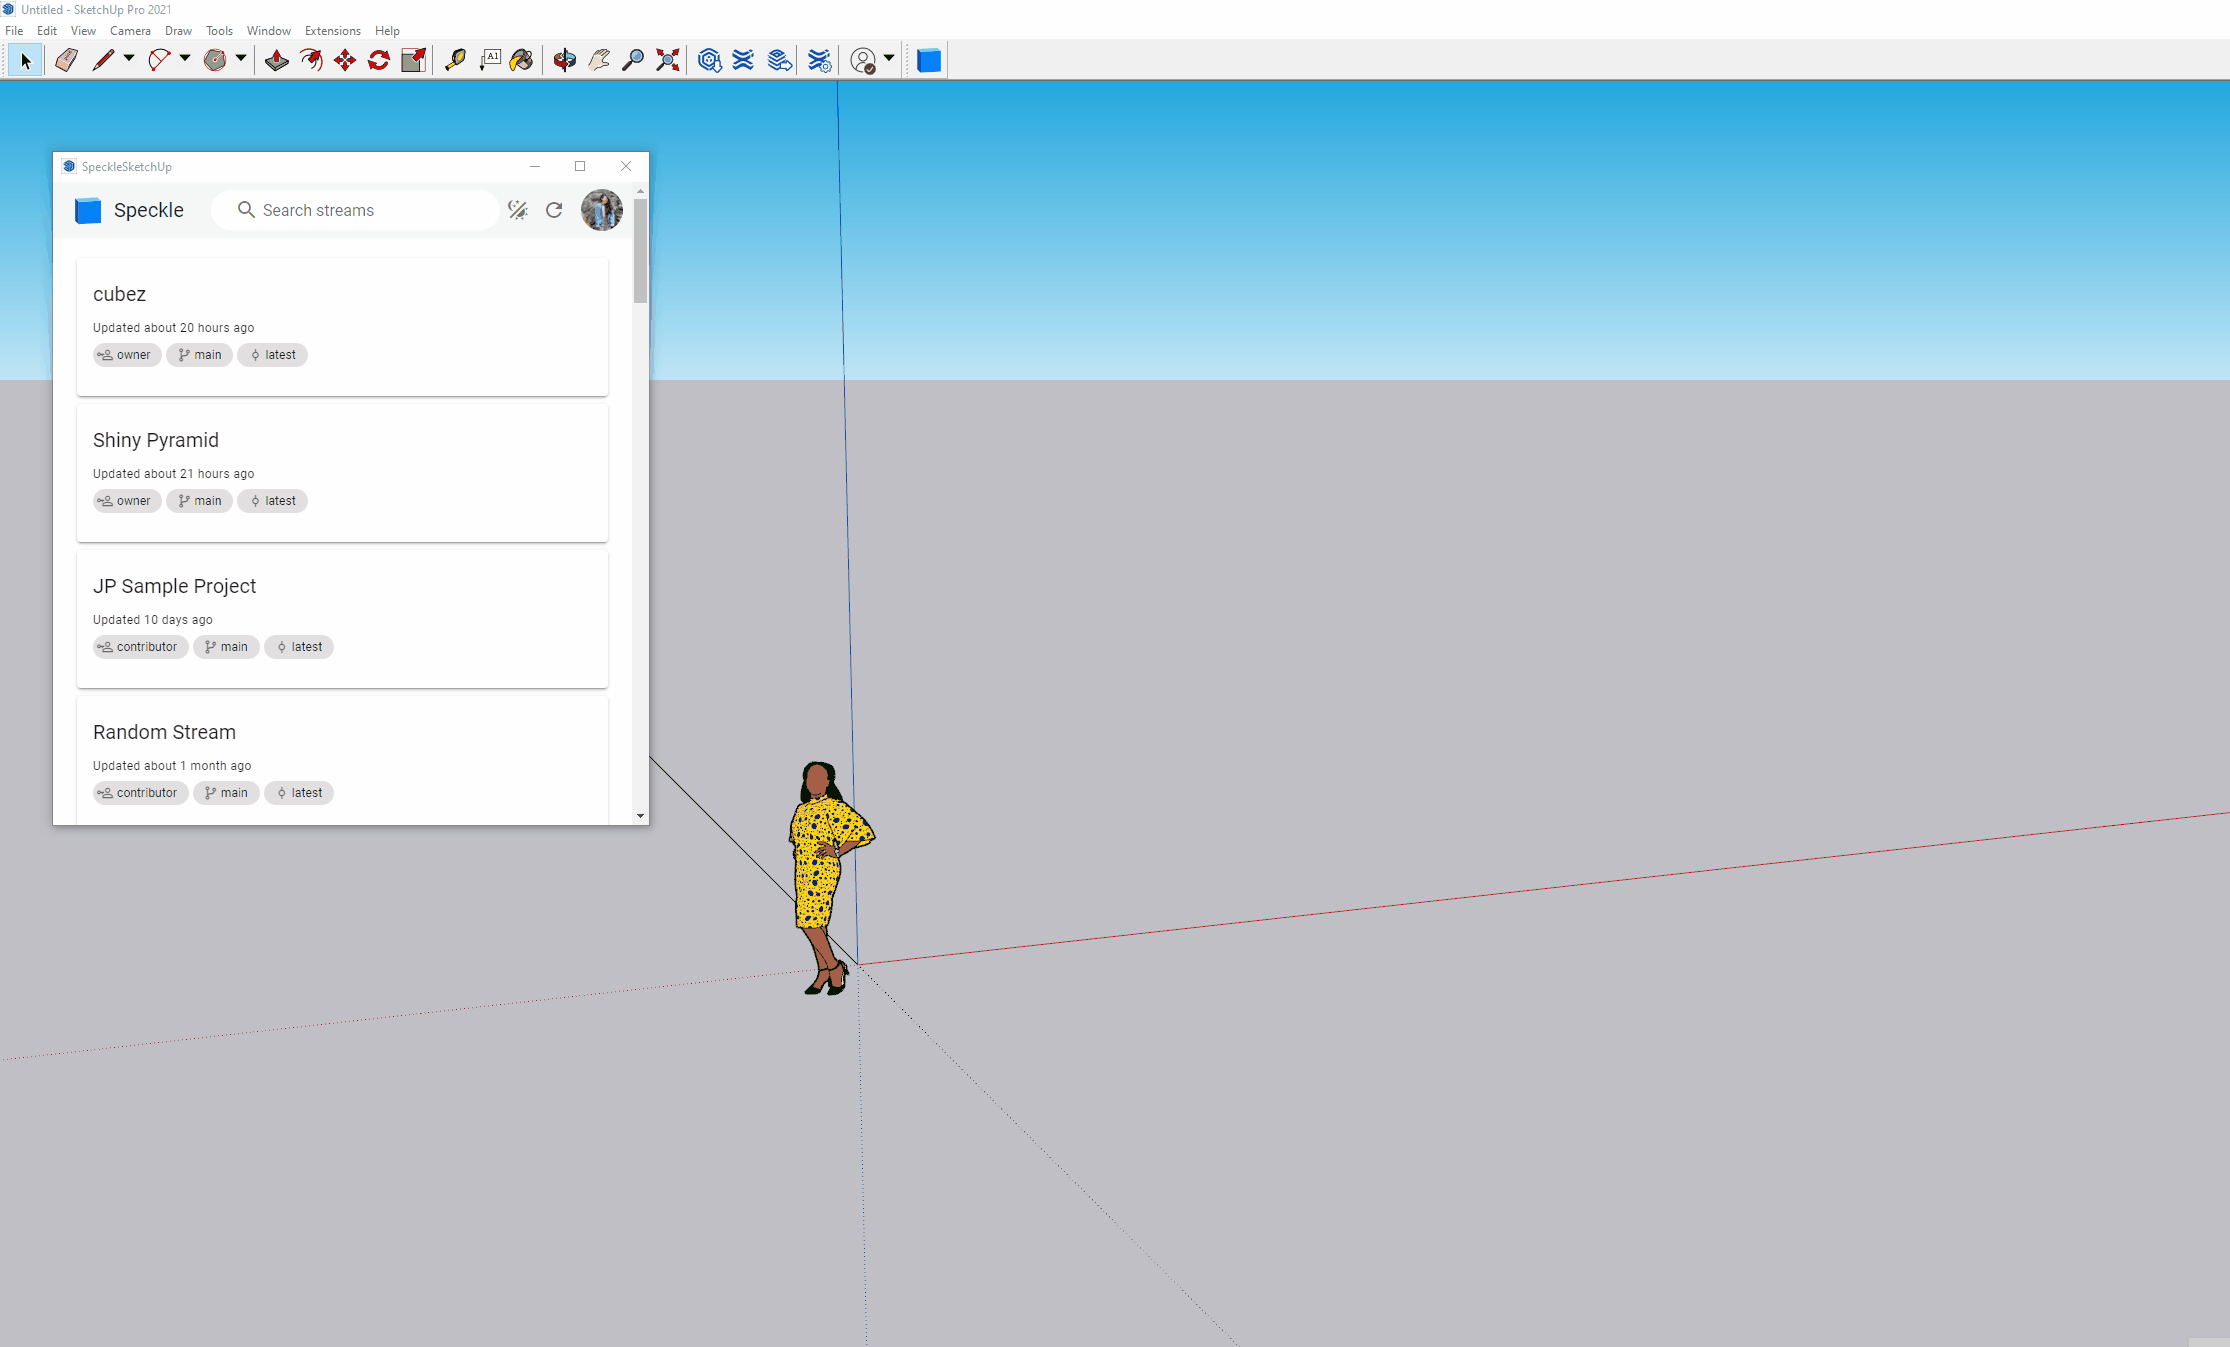 Untitled - SketchUp Pro 2021
File Edit View Camera Draw Tools Window Extensions Help
A1
SpeckleSketchUp
Speckle Search streams
cubez
Updated about 20 hours ago
owner main latest
Shiny Pyramid
Updated about 21 hours ago
owner main latest
JP Sample Project
Updated 10 days ago
contributor main latest
Random Stream
Updated about 1 month ago
contributor main latest